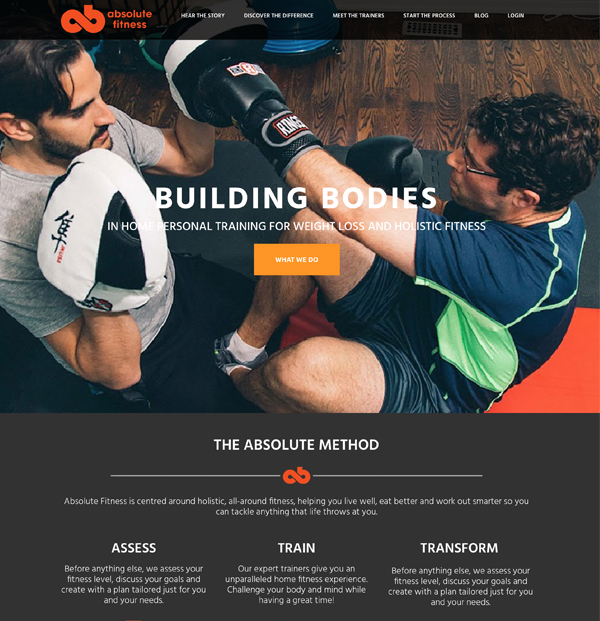 absolute
fitness
HEAR THE STORY
DISCOVER THE DIFFERENCE
MEET THE TRAINERS
START THE PROCESS
BLOG
LOGIN
RINGSIDE
BUILDING BODIES
IN HOME PERSONAL TRAINING FOR WEIGHT LOSS AND HOLISTIC FITNESS
WHAT WE DO
THE ABSOLUTE METHOD
Absolute Fitness is centred around holistic, all-around fitness, helping you live well, eat better and work out smarter so you
can tackle anything that life throws at you.
ASSESS
Before anything else, we assess your
fitness level, discuss your goals and
create with a plan tailored just for you
and your needs.
TRAIN
Our expert trainers give you an
unparalleled home fitness experience.
Challenge your body and mind while
having a great time!
TRANSFORM
Before anything else, we assess your
fitness level, discuss your goals and
create with a plan tailored just for you
and your needs.